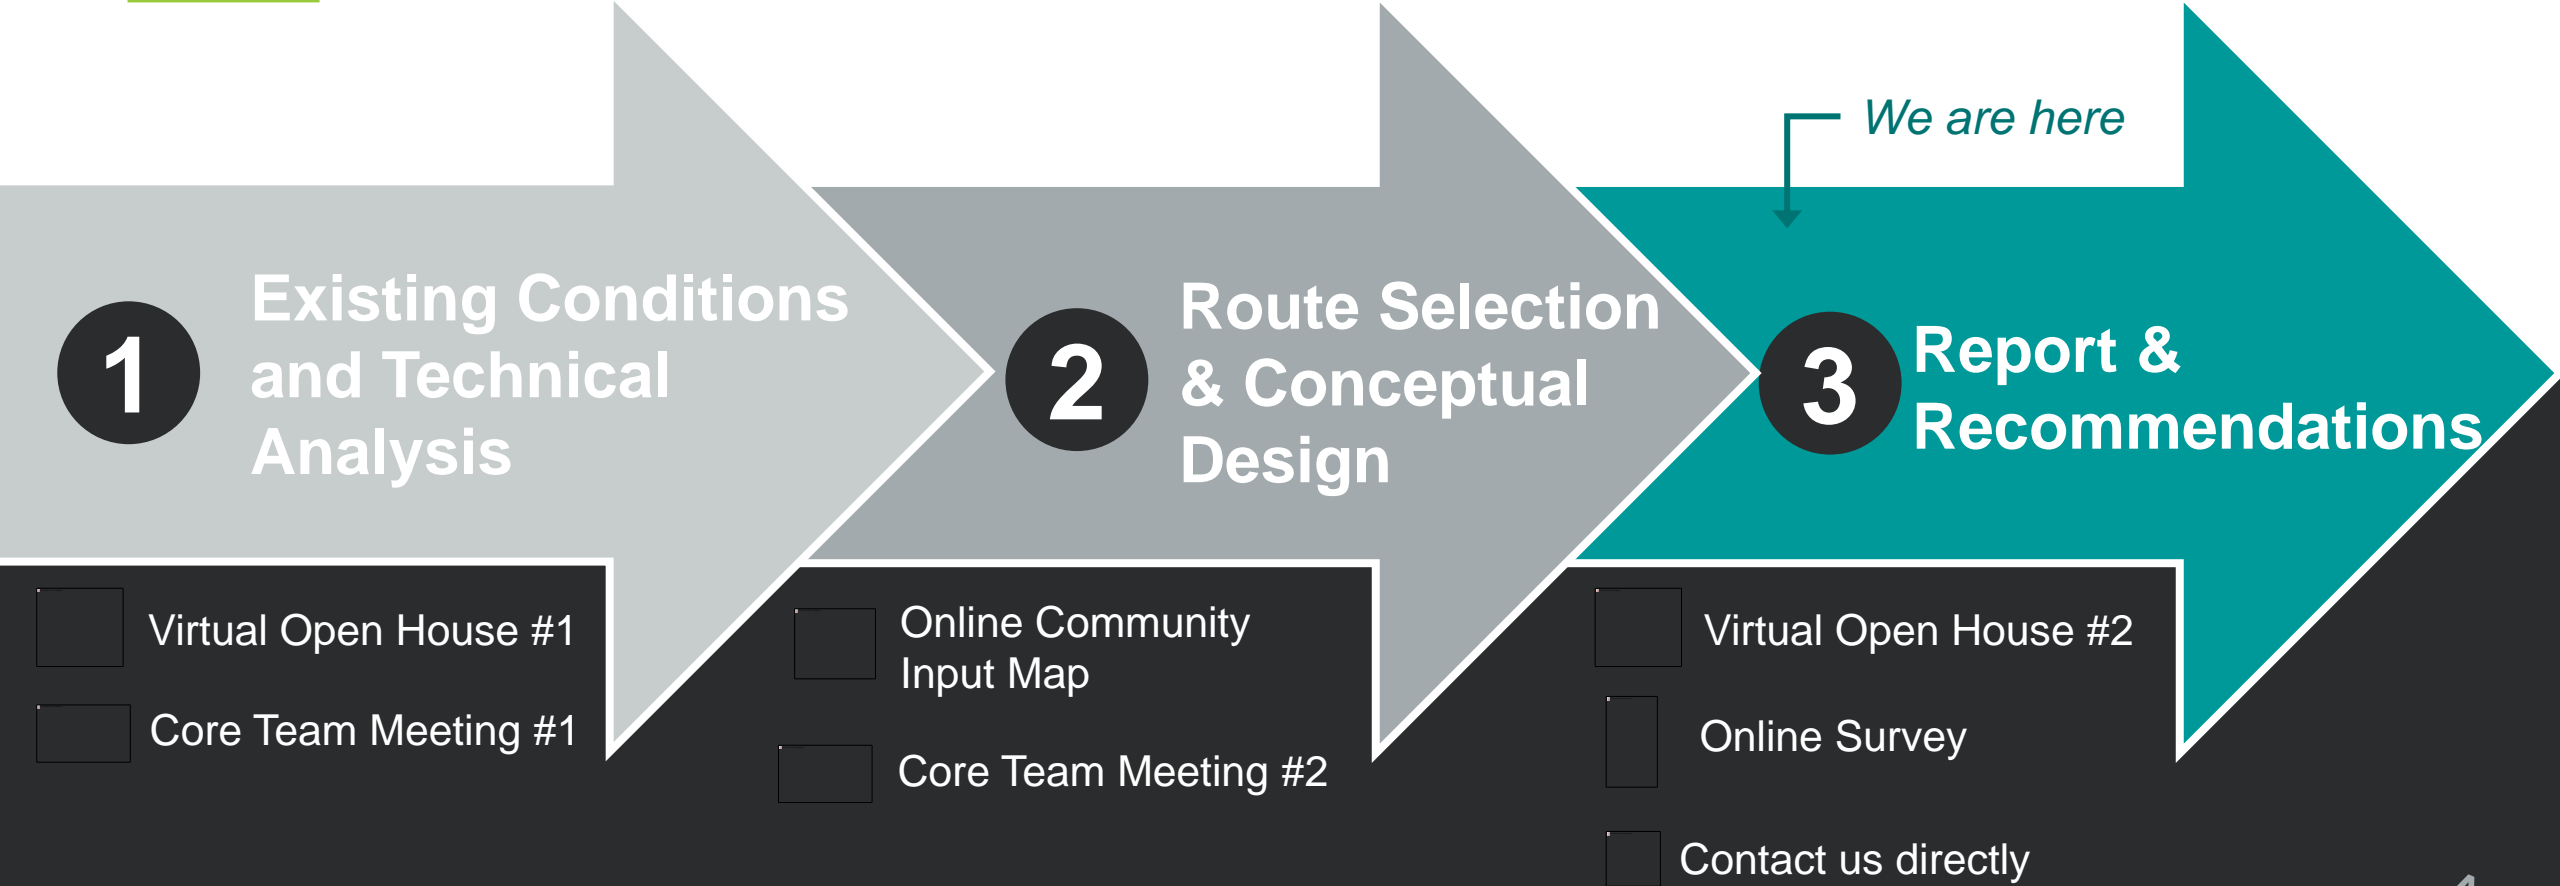 We are here
1
Existing Conditions
and Technical
Analysis
2
Route Selection
& Conceptual
Design
3
Report &
Recommendations
Virtual Open House #1
Core Team Meeting #1
Online Community
Input Map
Core Team Meeting #2
Virtual Open House #2
Online Survey
Contact us directly